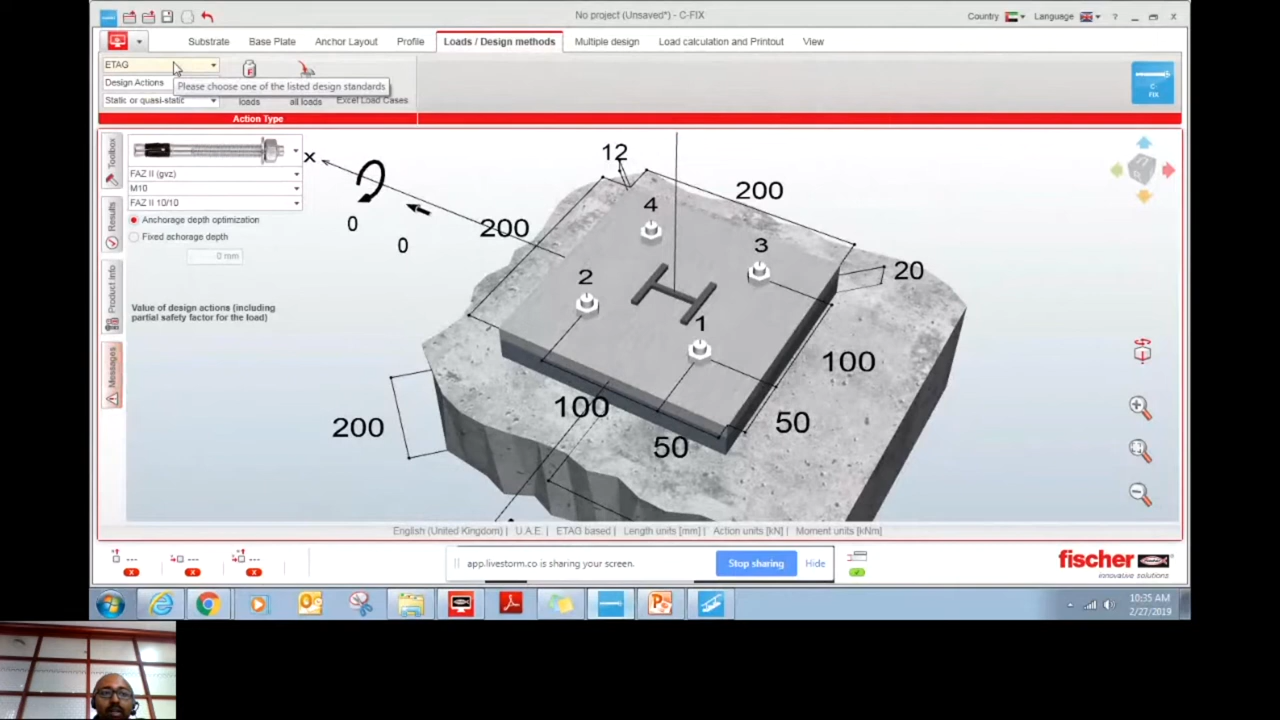 No project (Unsaved*) - C-FIX
Country
Language
?
Substrate
Base Plate
Anchor Layout
Profile
Loads / Design methods
Multiple design
Load calculation and Printout
View
ETAG
Design Actions
Please choose one of the listed design standards
Static or quasi-static
loads
all loads
Excel Load Cases
Action Type
C-FIX
Toolbox
Results
Product Info
Messages
FAZ II (gvz)
M10
FAZ II 10/10
Anchorage depth optimization
Fixed achorage depth
0 mm
Value of design actions (including
partial safety factor for the load)
x
0
0
12
200
200
4
3
2
1
20
100
100
50
50
200
English (United Kingdom) | U.A.E. | ETAG based | Length units [mm] | Action units [kN] | Moment units [kNm]
---
---
---
app.livestorm.co is sharing your screen.
Stop sharing
Hide
fischer
innovative solutions
10:35 AM
2/27/2019